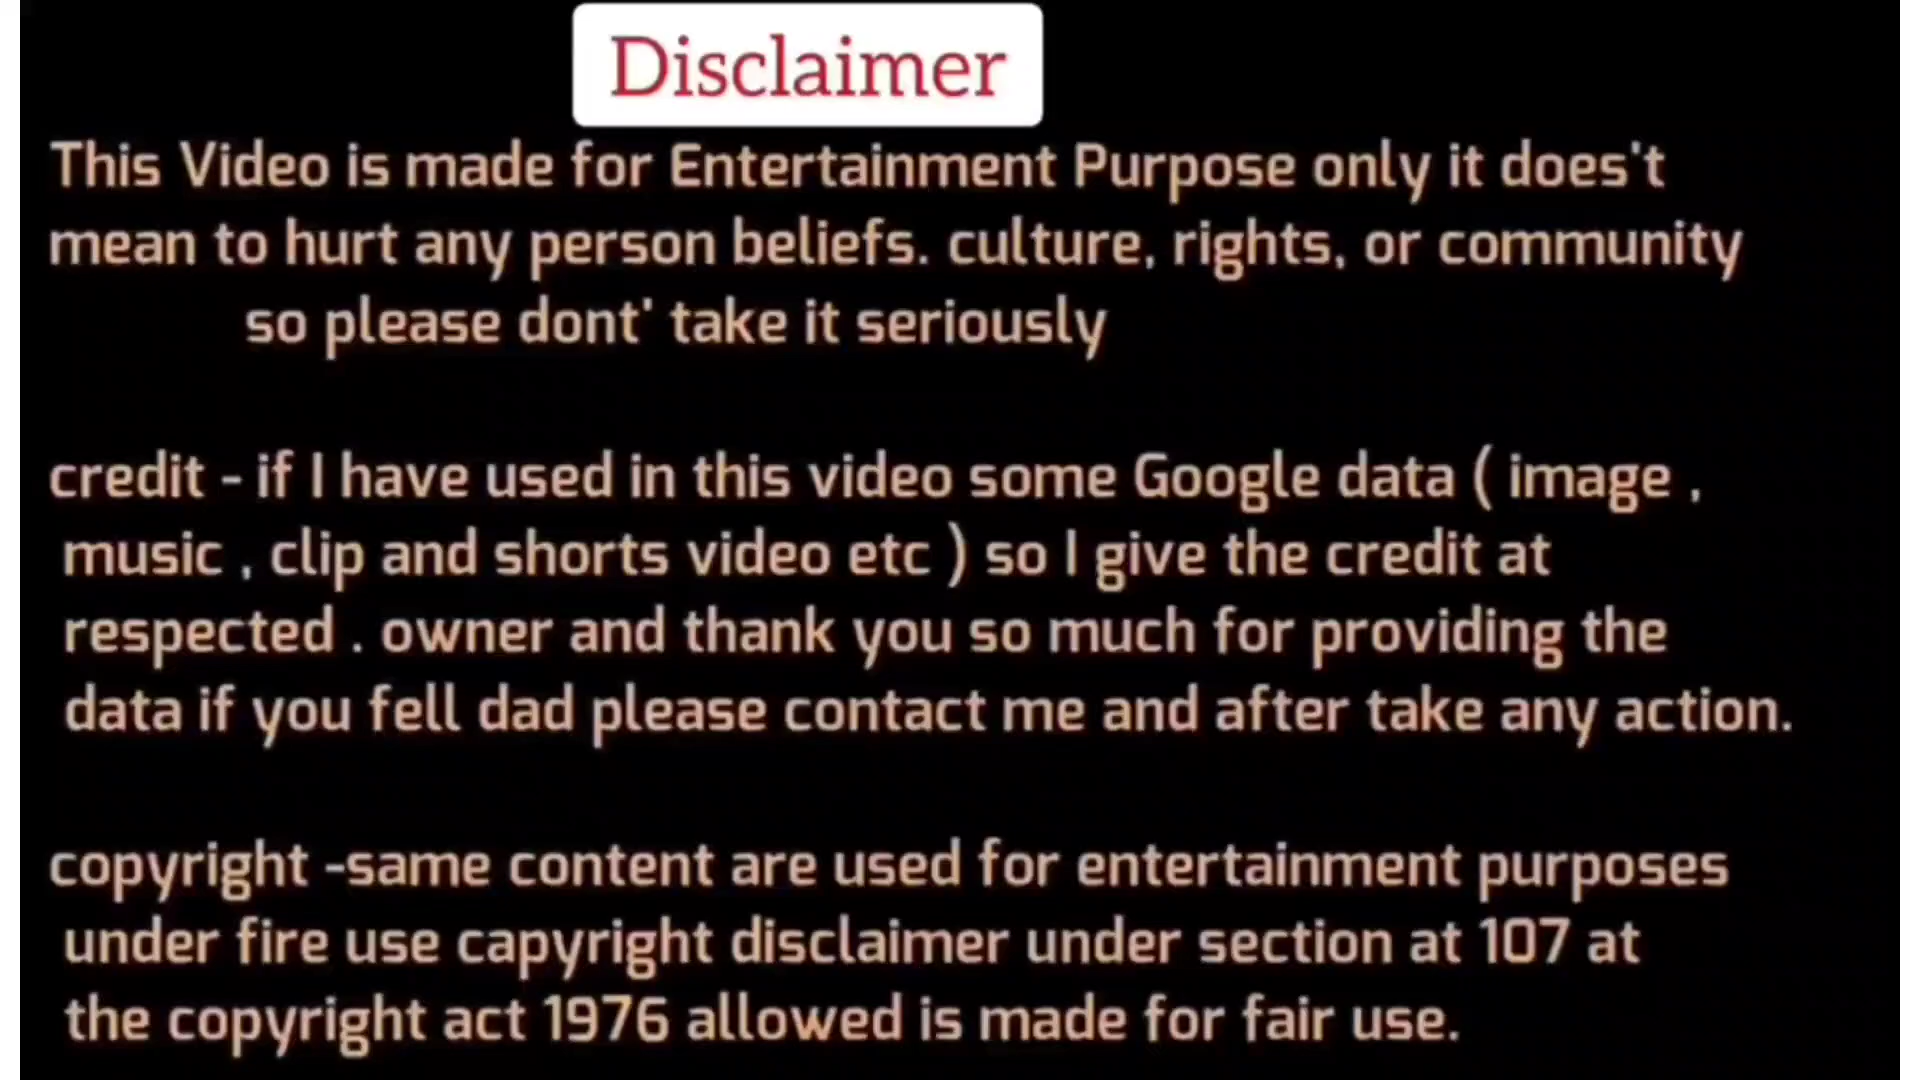 Disclaimer
This Video is made for Entertainment Purpose only it does't
mean to hurt any person beliefs. culture, rights, or community
so please dont' take it seriously
credit - if I have used in this video some Google data ( image ,
music , clip and shorts video etc ) so I give the credit at
respected . owner and thank you so much for providing the
data if you fell dad please contact me and after take any action.
copyright -same content are used for entertainment purposes
under fire use capyright disclaimer under section at 107 at
the copyright act 1976 allowed is made for fair use.